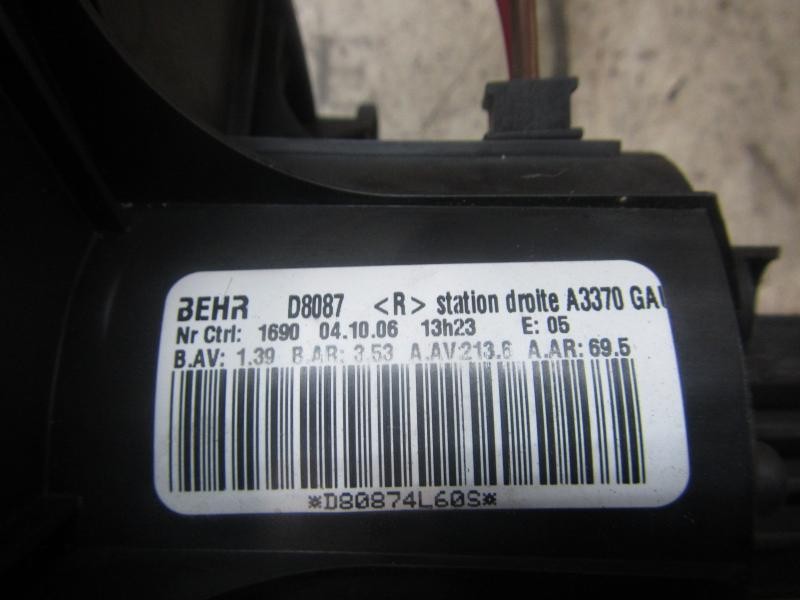 BEHR D8087 <R> station droite A3370 GAU
Nr Ctrl: 1690 04.10.06 13h23 E: 05
B.AV: 1.39 B.AR: 3.53 A.AV:213.6 A.AR: 69.5
*D80874L60S*